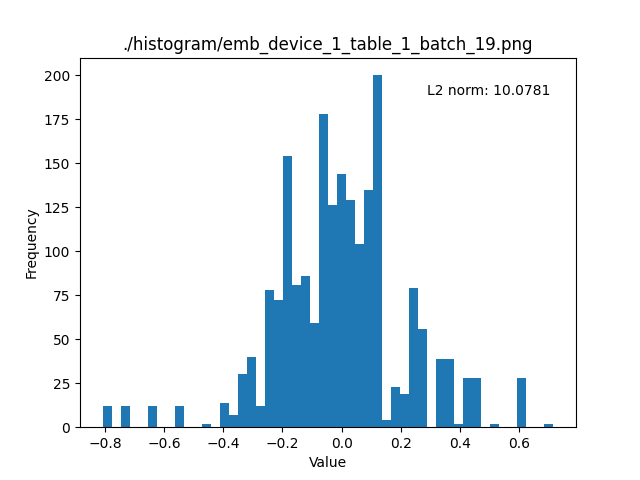 ./histogram/emb_device_1_table_1_batch_19.png
L2 norm: 10.0781
200
175
150
125
100
75
50
25
0
Frequency
−0.8 −0.6 −0.4 −0.2 0.0 0.2 0.4 0.6
Value